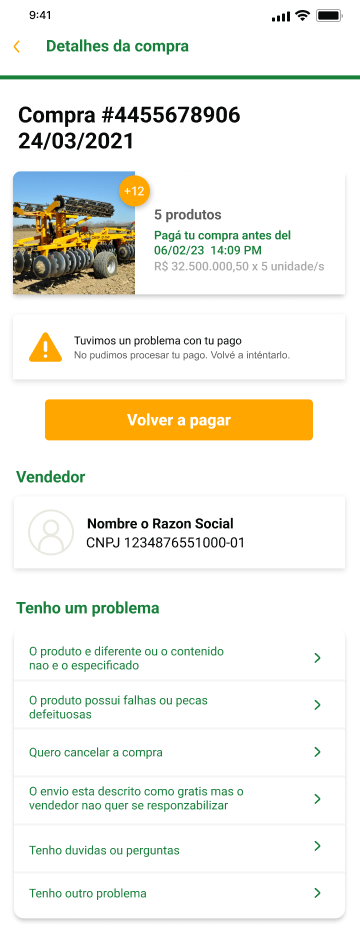 9:41
Detalhes da compra
Compra #4455678906
24/03/2021
+12
5 produtos
Pagá tu compra antes del
06/02/23 14:09 PM
R$ 32.500.000,50 x 5 unidade/s
Tuvimos un problema con tu pago
No pudimos procesar tu pago. Volvé a inténtarlo.
Volver a pagar
Vendedor
Nombre o Razon Social
CNPJ 1234876551000-01
Tenho um problema
O produto e diferente ou o contenido
nao e o especificado
O produto possui falhas ou pecas
defeituosas
Quero cancelar a compra
O envio esta descrito como gratis mas o
vendedor nao quer se responzabilizar
Tenho duvidas ou perguntas
Tenho outro problema